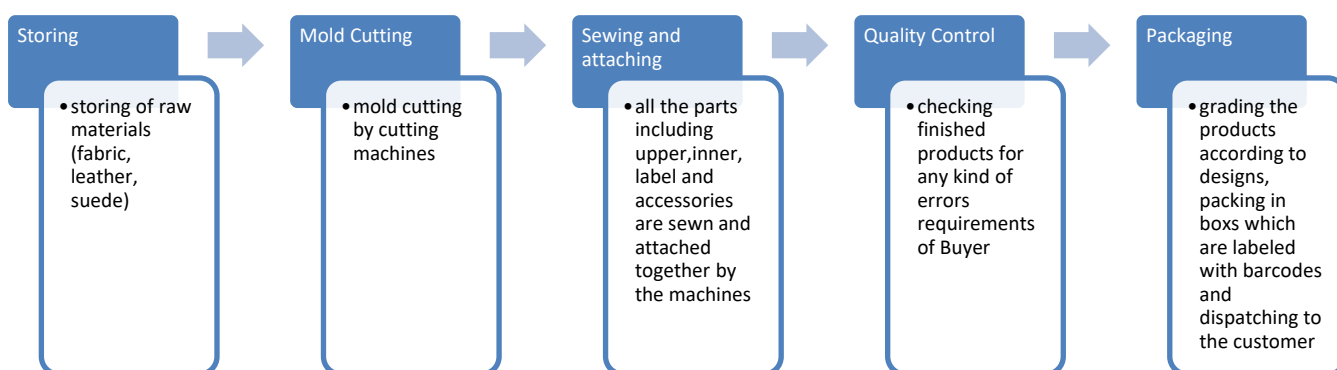 Storing
•storing of raw
materials
(fabric,
leather,
suede)
Mold Cutting
•mold cutting
by cutting
machines
Sewing and
attaching
•all the parts
including
upper,inner,
label and
accessories
are sewn and
attached
together by
the machines
Quality Control
•checking
finished
products for
any kind of
errors
requirements
of Buyer
Packaging
•grading the
products
according to
designs,
packing in
boxs which
are labeled
with barcodes
and
dispatching to
the customer